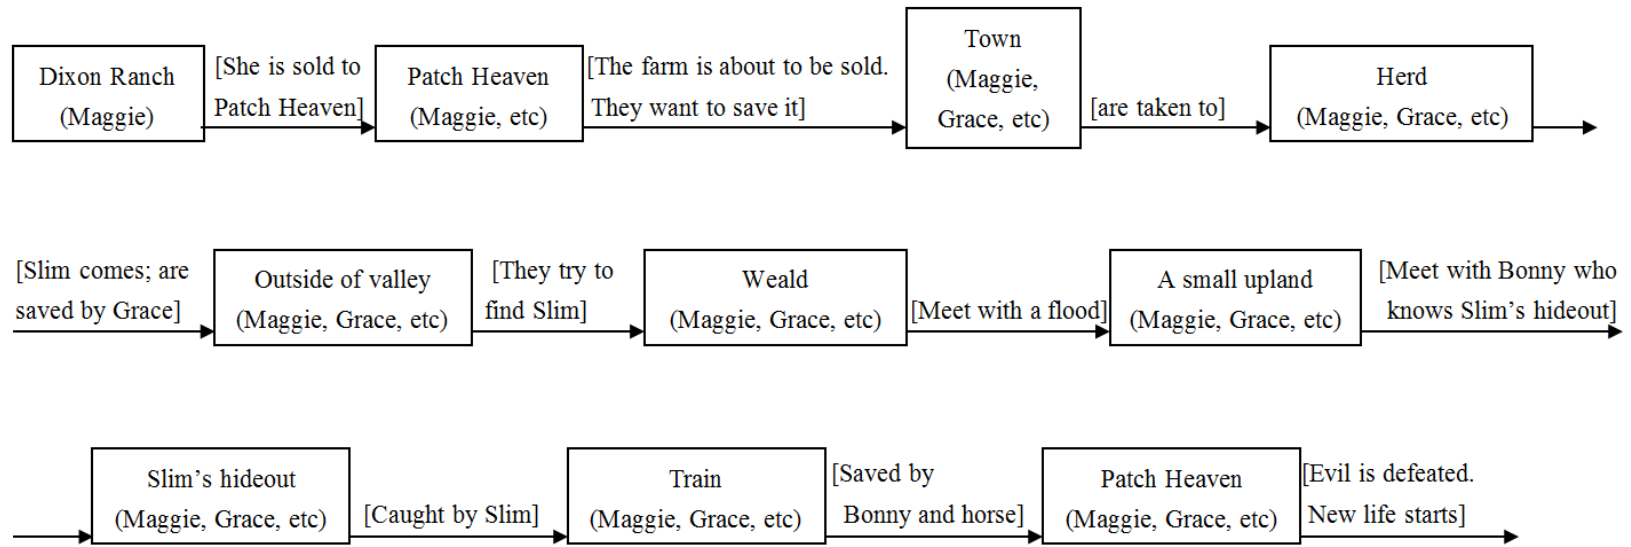 Dixon Ranch
(Maggie)
[She is sold to
Patch Heaven]
Patch Heaven
(Maggie, etc)
[The farm is about to be sold.
They want to save it]
Town
(Maggie,
Grace, etc)
[are taken to]
Herd
(Maggie, Grace, etc)
[Slim comes; are
saved by Grace]
Outside of valley
(Maggie, Grace, etc)
[They try to
find Slim]
Weald
(Maggie, Grace, etc)
[Meet with a flood]
A small upland
(Maggie, Grace, etc)
[Meet with Bonny who
knows Slim’s hideout]
Slim’s hideout
(Maggie, Grace, etc)
[Caught by Slim]
Train
(Maggie, Grace, etc)
[Saved by
Bonny and horse]
Patch Heaven
(Maggie, Grace, etc)
[Evil is defeated.
New life starts]